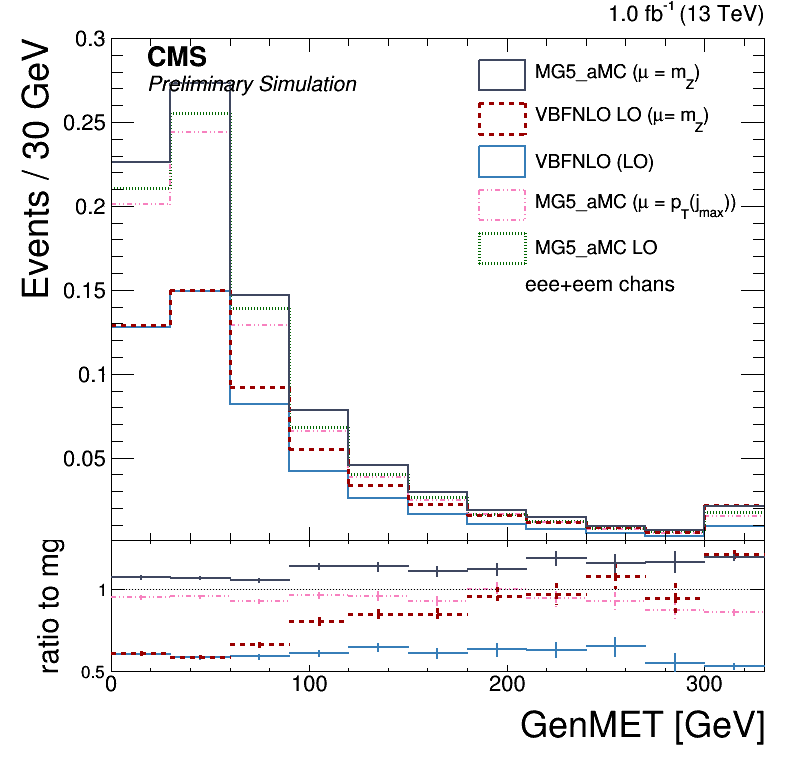 1.0 fb⁻¹ (13 TeV)
CMS
Preliminary Simulation
MG5_aMC (μ = m_Z)
VBFNLO LO (μ= m_Z)
VBFNLO (LO)
MG5_aMC (μ = p_T(j_max))
MG5_aMC LO
eee+eem chans
Events / 30 GeV
0.3
0.25
0.2
0.15
0.1
0.05
ratio to mg
1
0.5
0 100 200 300
GenMET [GeV]